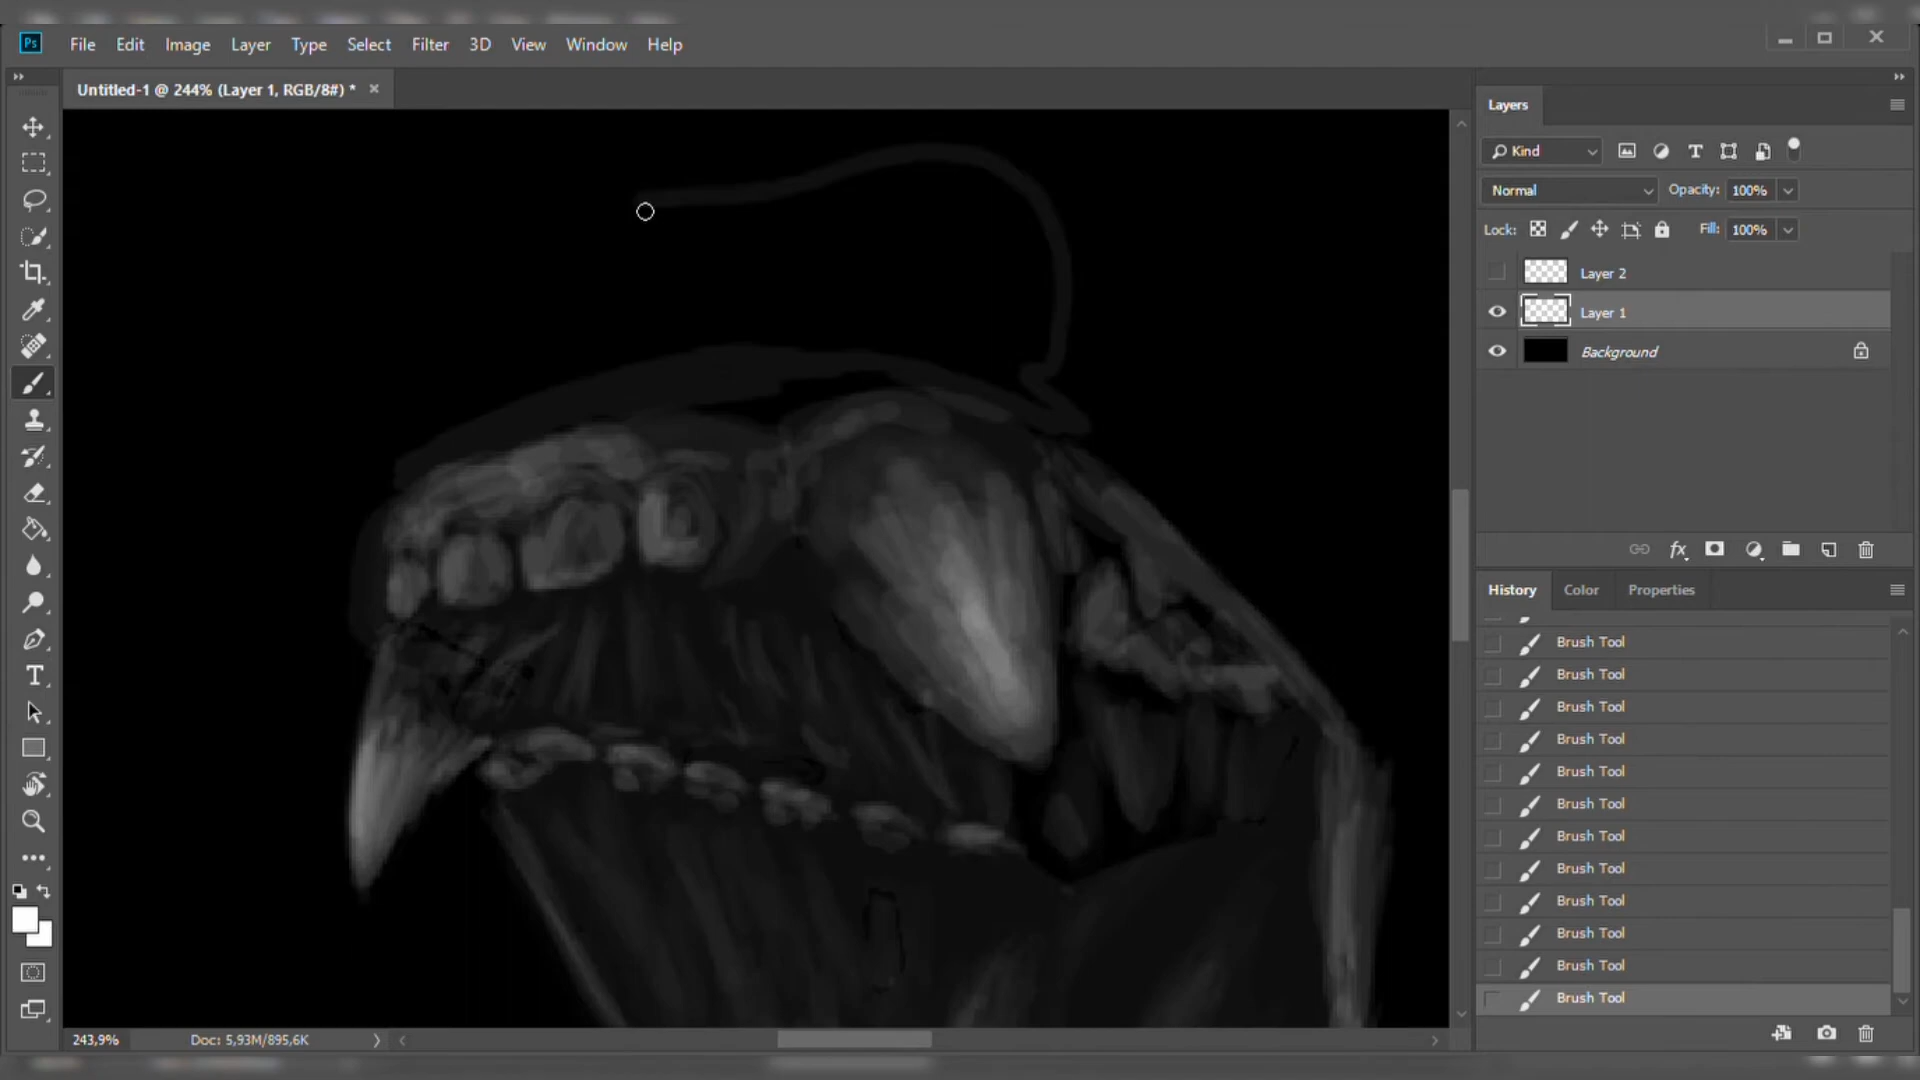 Ps File Edit Image Layer Type Select Filter 3D View Window Help
Untitled-1 @ 244% (Layer 1, RGB/8#) *
Layers
Kind
Normal Opacity: 100%
Lock: Fill: 100%
Layer 2
Layer 1
Background
History Color Properties
Brush Tool
Brush Tool
Brush Tool
Brush Tool
Brush Tool
Brush Tool
Brush Tool
Brush Tool
Brush Tool
Brush Tool
Brush Tool
Brush Tool
243,9% Doc: 5,93M/895,6K